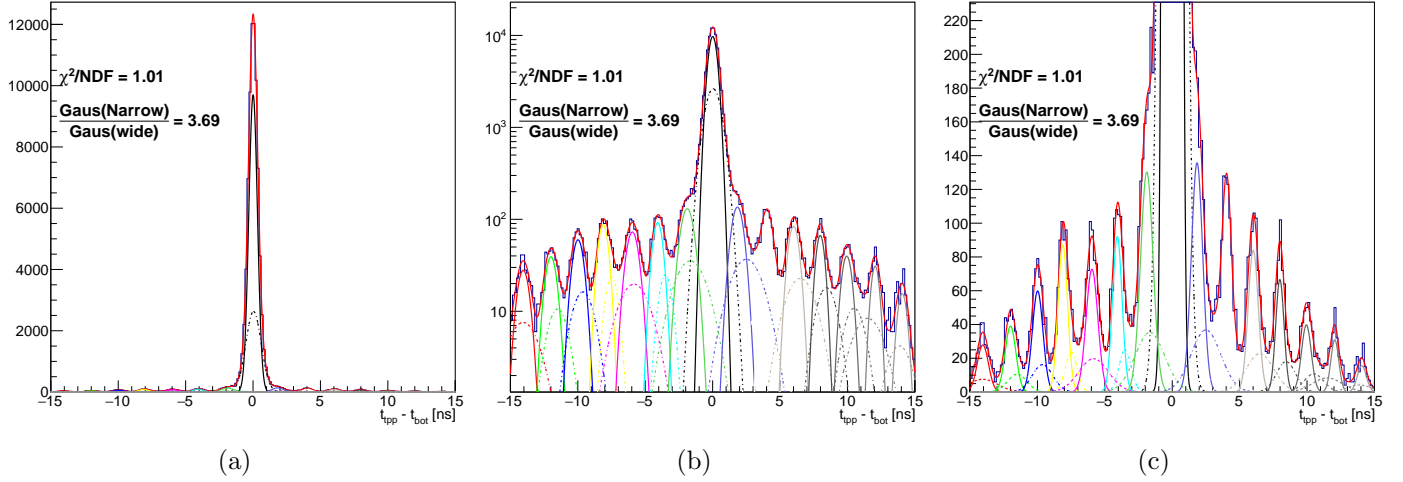 12000
10000
8000
6000
4000
2000
0
χ²/NDF = 1.01
Gaus(Narrow)
Gaus(wide)
= 3.69
−15 −10 −5 0 5 10 15
t_tpp - t_bot [ns]
(a)
10⁴
10³
10²
10
χ²/NDF = 1.01
Gaus(Narrow)
Gaus(wide)
= 3.69
−15 −10 −5 0 5 10 15
t_tpp - t_bot [ns]
(b)
220
200
180
160
140
120
100
80
60
40
20
0
χ²/NDF = 1.01
Gaus(Narrow)
Gaus(wide)
= 3.69
−15 −10 −5 0 5 10 15
t_tpp - t_bot [ns]
(c)